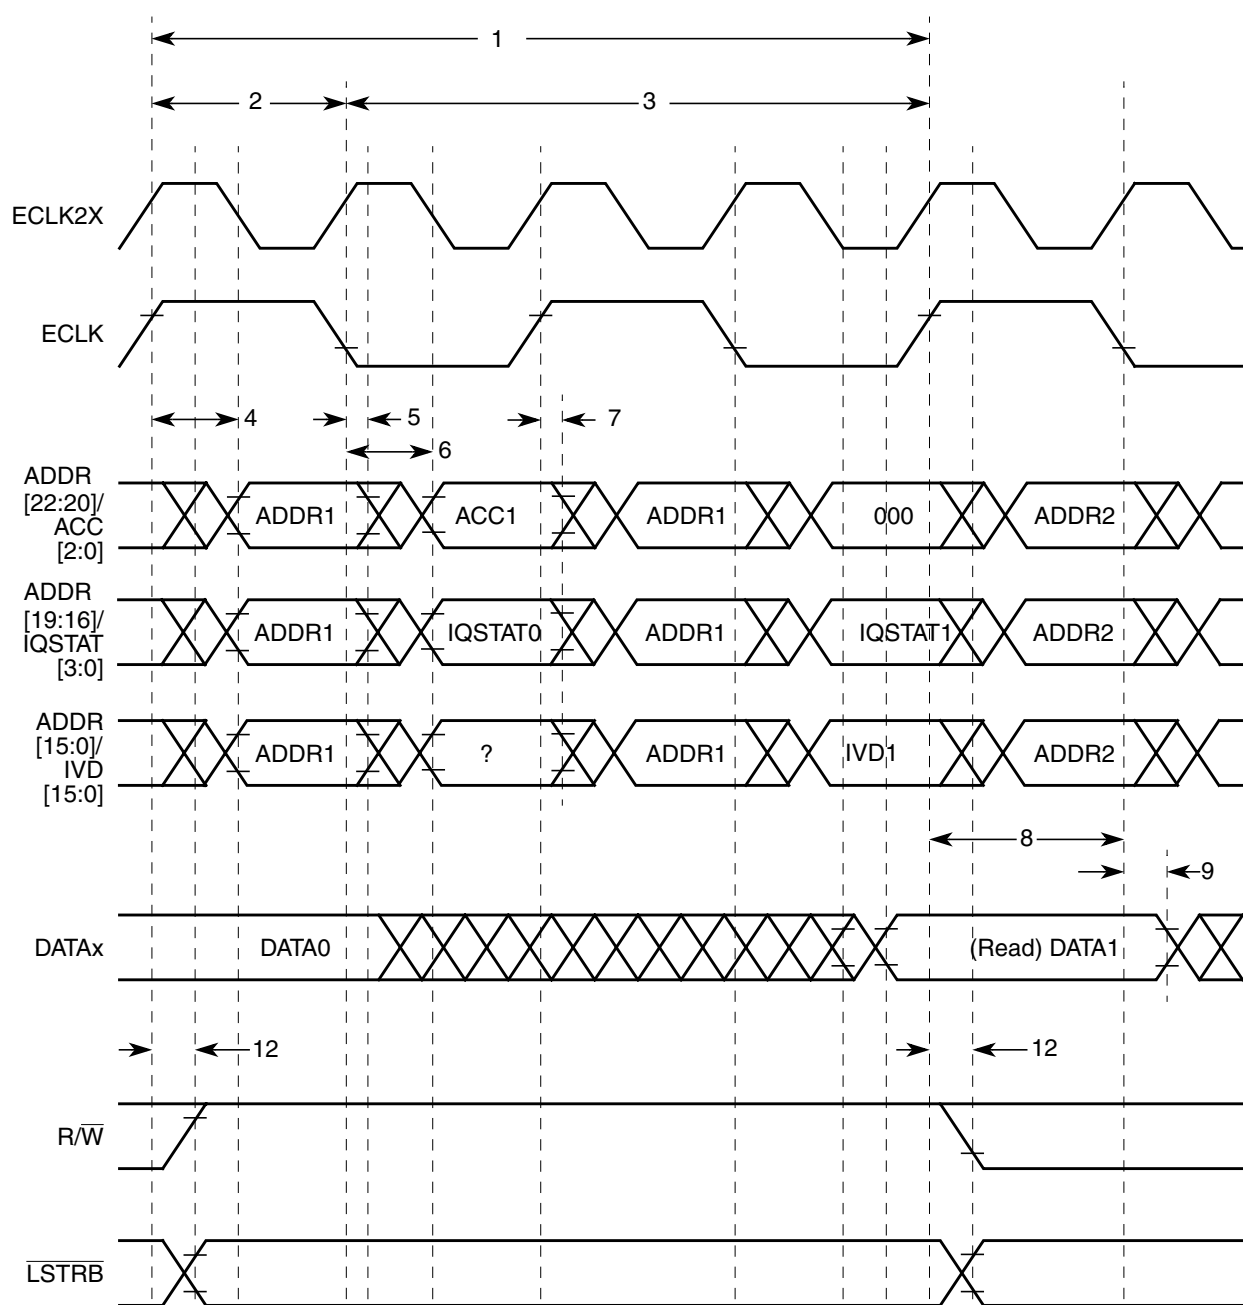 1
2
3
ECLK2X
ECLK
4
5
7
6
ADDR
[22:20]/
ACC
[2:0]
ADDR1
ACC1
ADDR1
000
ADDR2
ADDR
[19:16]/
IQSTAT
[3:0]
ADDR1
IQSTAT0
ADDR1
IQSTAT1
ADDR2
ADDR
[15:0]/
IVD
[15:0]
ADDR1
?
ADDR1
IVD1
ADDR2
8
9
DATAx
DATA0
(Read) DATA1
12
12
R/W̅
L̅S̅T̅R̅B̅